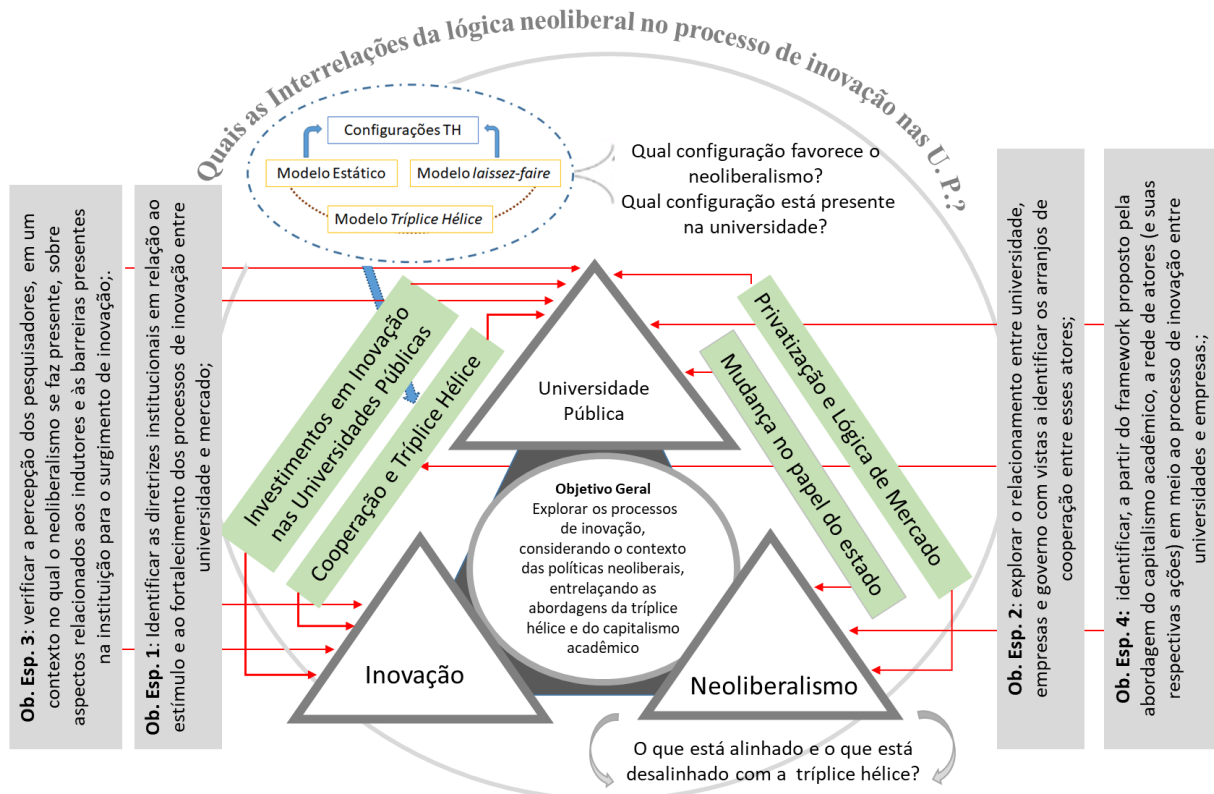 Quais as Interrelações da lógica neoliberal no processo de inovação nas U. P.?
Configurações TH
Modelo Estático
Modelo laissez-faire
Modelo Tríplice Hélice
Qual configuração favorece o
neoliberalismo?
Qual configuração está presente
na universidade?
Ob. Esp. 3: verificar a percepção dos pesquisadores, em um
contexto no qual o neoliberalismo se faz presente, sobre
aspectos relacionados aos indutores e às barreiras presentes
na instituição para o surgimento de inovação;.
Ob. Esp. 1: Identificar as diretrizes institucionais em relação ao
estímulo e ao fortalecimento dos processos de inovação entre
universidade e mercado;
Investimentos em Inovação
nas Universidades Públicas
Cooperação e Tríplice Hélice
Universidade
Pública
Privatização e Lógica de Mercado
Mudança no papel do estado
Objetivo Geral
Explorar os processos
de inovação,
considerando o contexto
das políticas neoliberais,
entrelaçando as
abordagens da tríplice
hélice e do capitalismo
acadêmico
Inovação
Neoliberalismo
Ob. Esp. 2: explorar o relacionamento entre universidade,
empresas e governo com vistas a identificar os arranjos de
cooperação entre esses atores;
Ob. Esp. 4: identificar, a partir do framework proposto pela
abordagem do capitalismo acadêmico, a rede de atores (e suas
respectivas ações) em meio ao processo de inovação entre
universidades e empresas.;
O que está alinhado e o que está
desalinhado com a tríplice hélice?